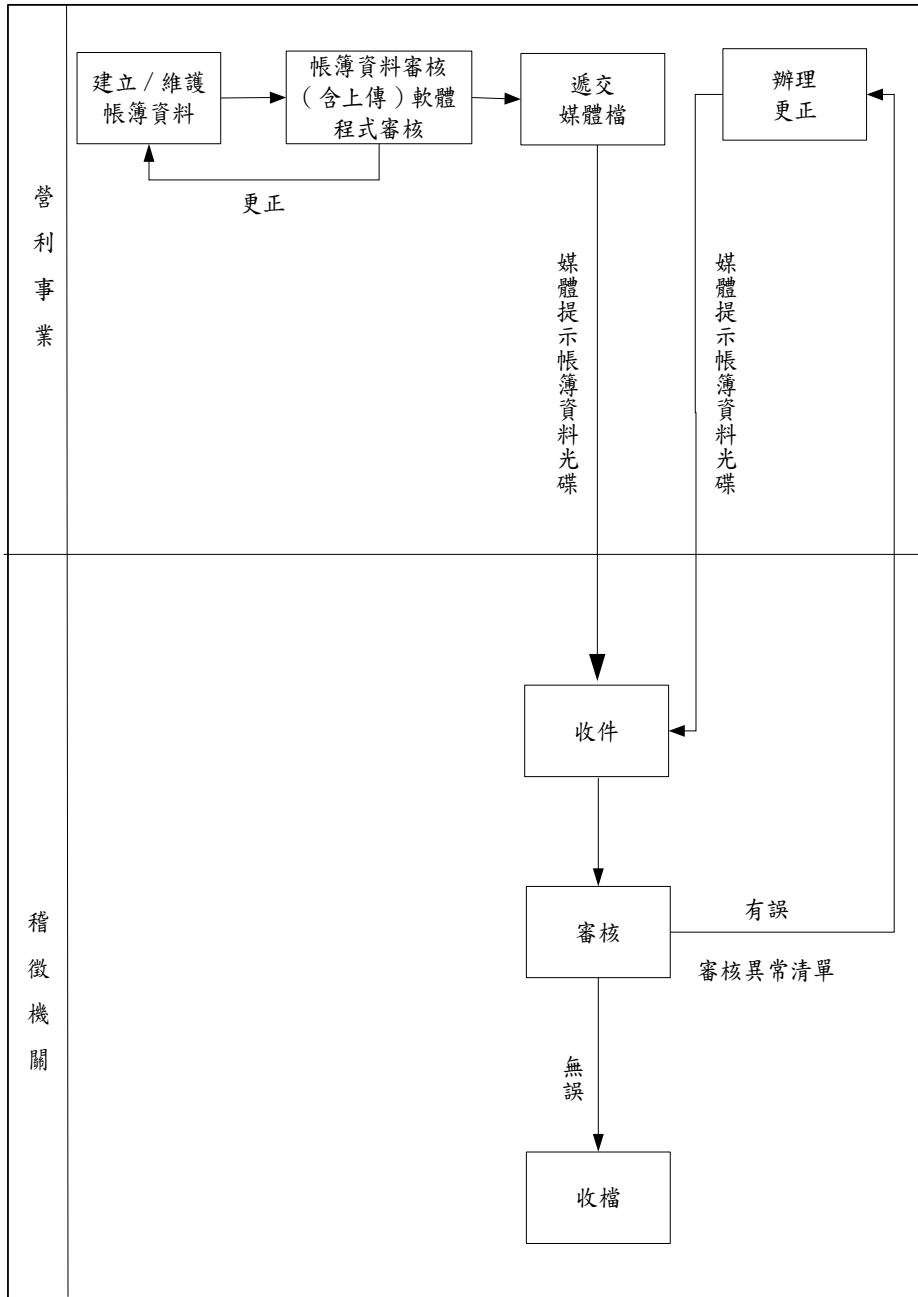 營利事業
建立／維護
帳簿資料
帳簿資料審核
（含上傳）軟體
程式審核
遞交
媒體檔
辦理
更正
更正
媒體提示帳簿資料光碟
媒體提示帳簿資料光碟
稽徵機關
收件
審核
有誤
審核異常清單
無誤
收檔